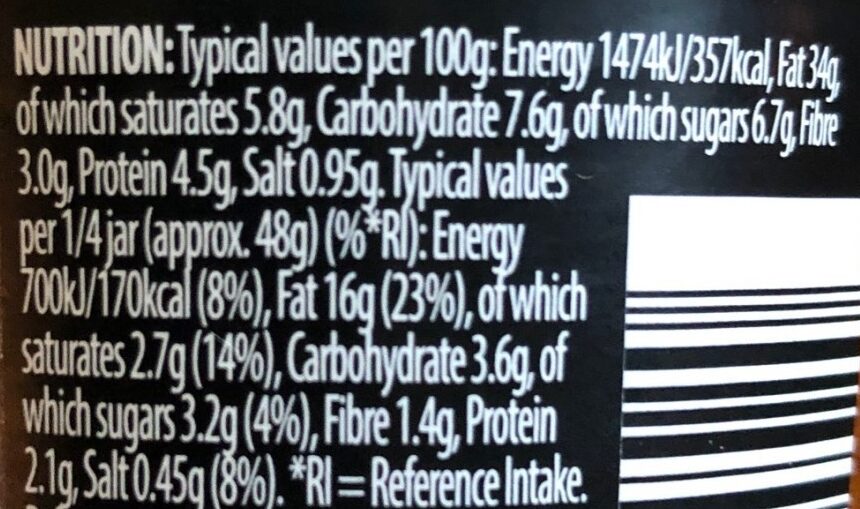 NUTRITION: Typical values per 100g: Energy 1474kJ/357kcal, Fat 34g,
of which saturates 5.8g, Carbohydrate 7.6g, of which sugars 6.7g, Fibre
3.0g, Protein 4.5g, Salt 0.95g. Typical values
per 1/4 jar (approx. 48g) (%*RI): Energy
700kJ/170kcal (8%), Fat 16g (23%), of which
saturates 2.7g (14%), Carbohydrate 3.6g, of
which sugars 3.2g (4%), Fibre 1.4g, Protein
2.1g, Salt 0.45g (8%). *RI = Reference Intake.